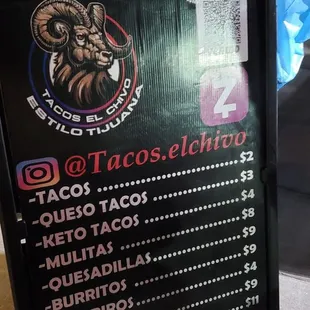 TACOS EL CHIVO
ESTILO TIJUANA
Z
@Tacos.elchivo
-TACOS ........................ $2
-QUESO TACOS ................ $3
-KETO TACOS .................. $4
-MULITAS ...................... $8
-QUESADILLAS ................ $9
-BURRITOS .................... $9
$4
$9
$11